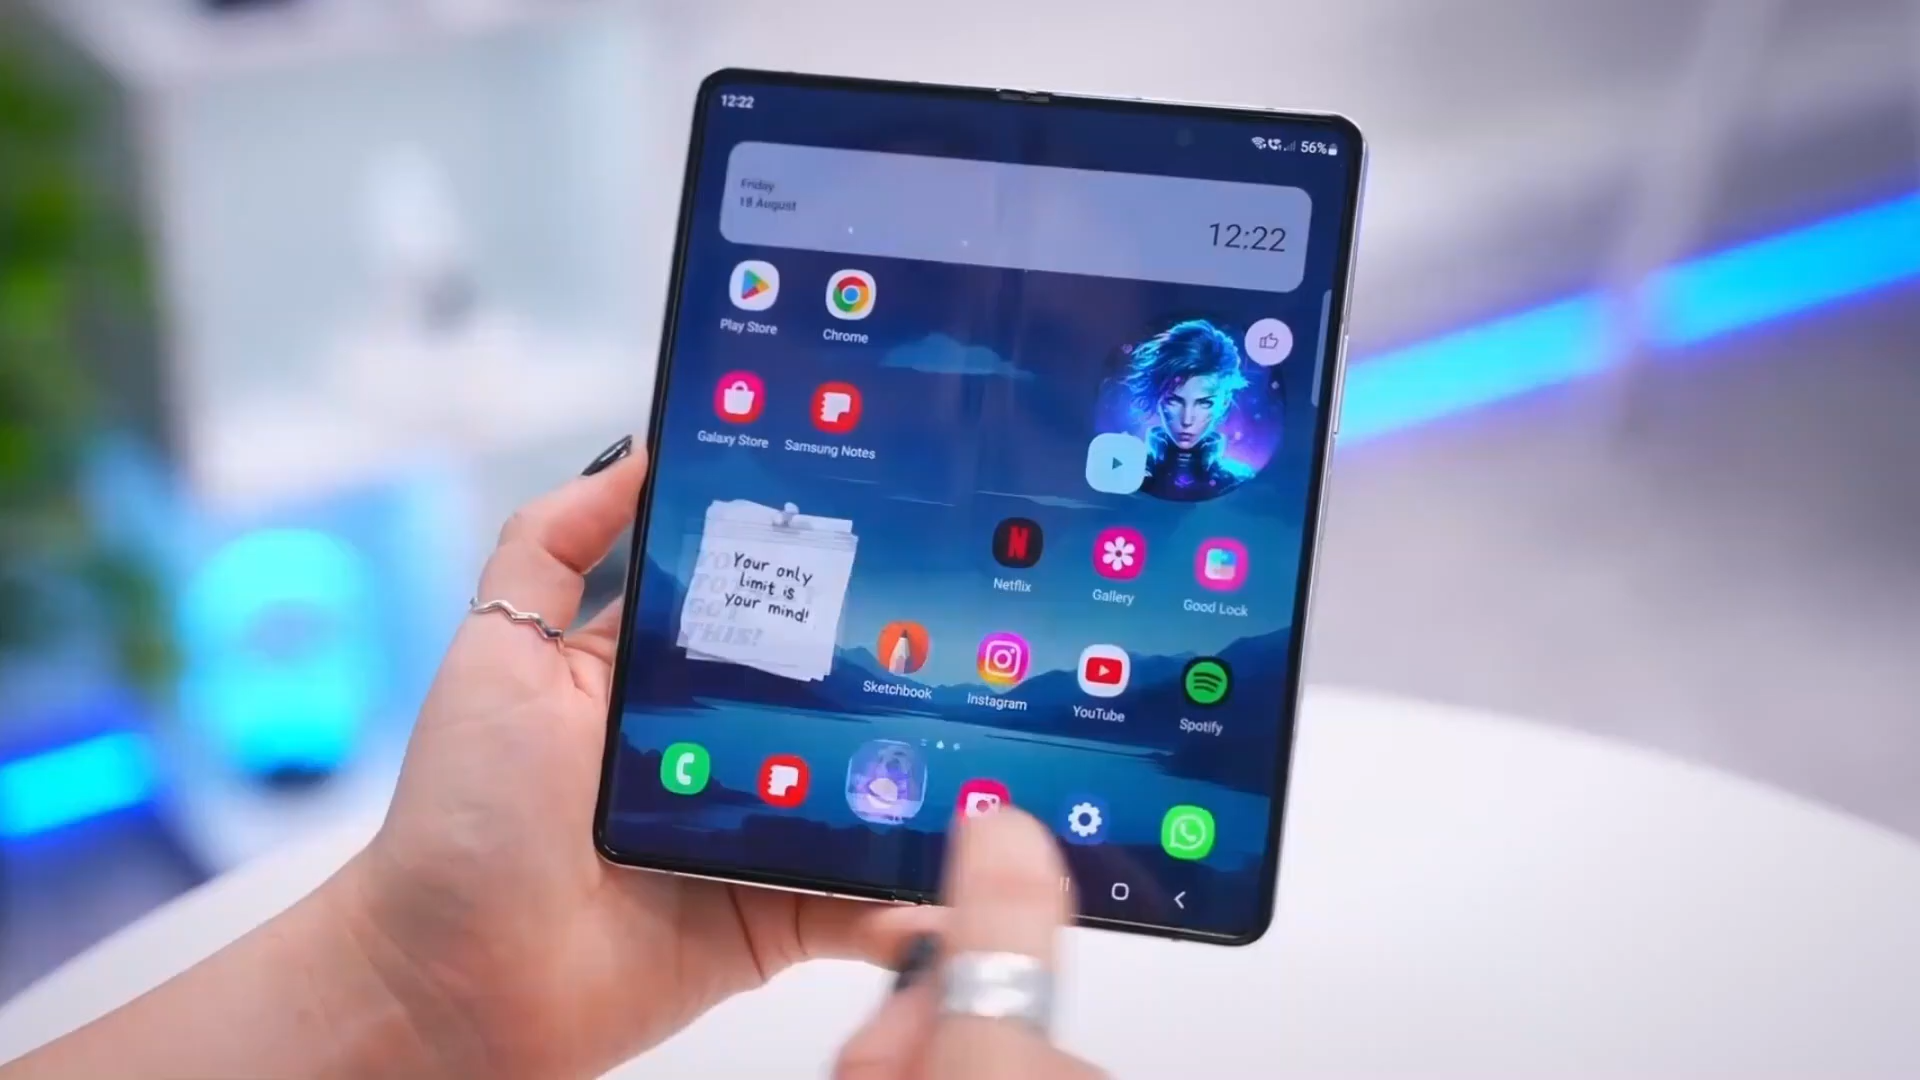 12:22
56%
Friday
18 August
12:22
Play Store
Chrome
Galaxy Store
Samsung Notes
Your only
limit is
your mind!
THIS!
N
Netflix
Gallery
Good Lock
Sketchbook
Instagram
YouTube
Spotify